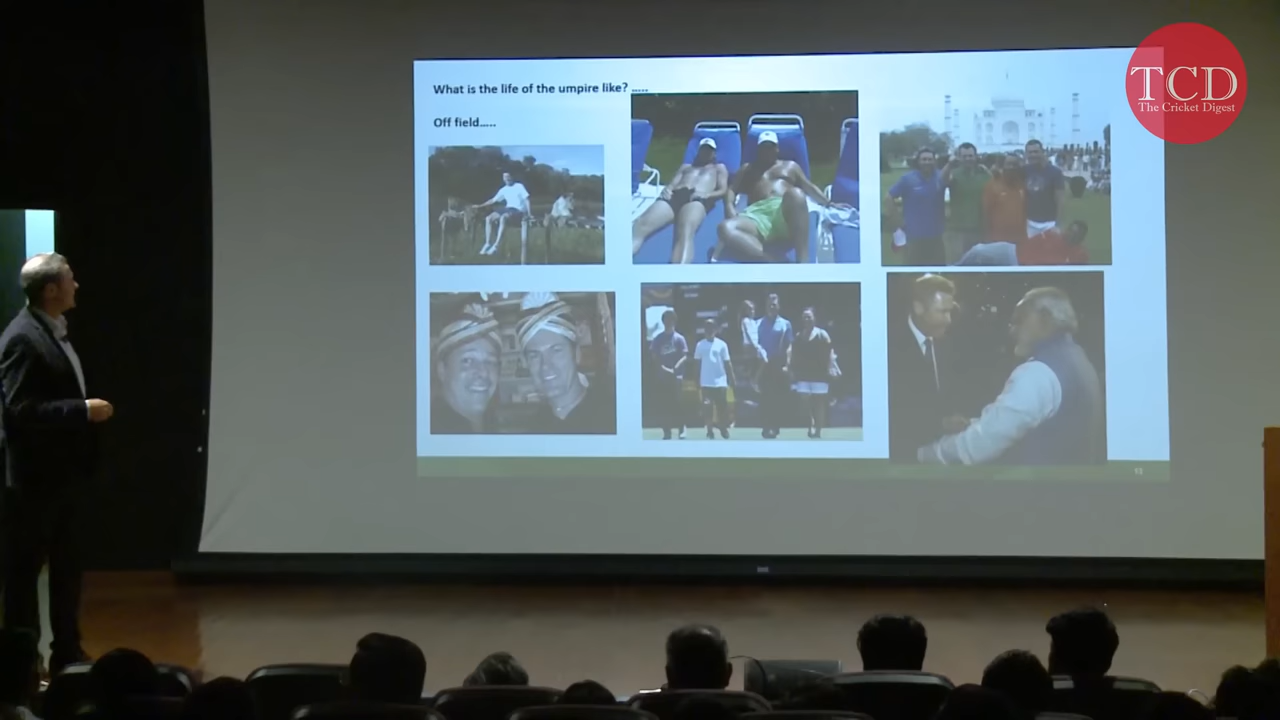 What is the life of the umpire like? .....
Off field.....
TCD
The Cricket Digest